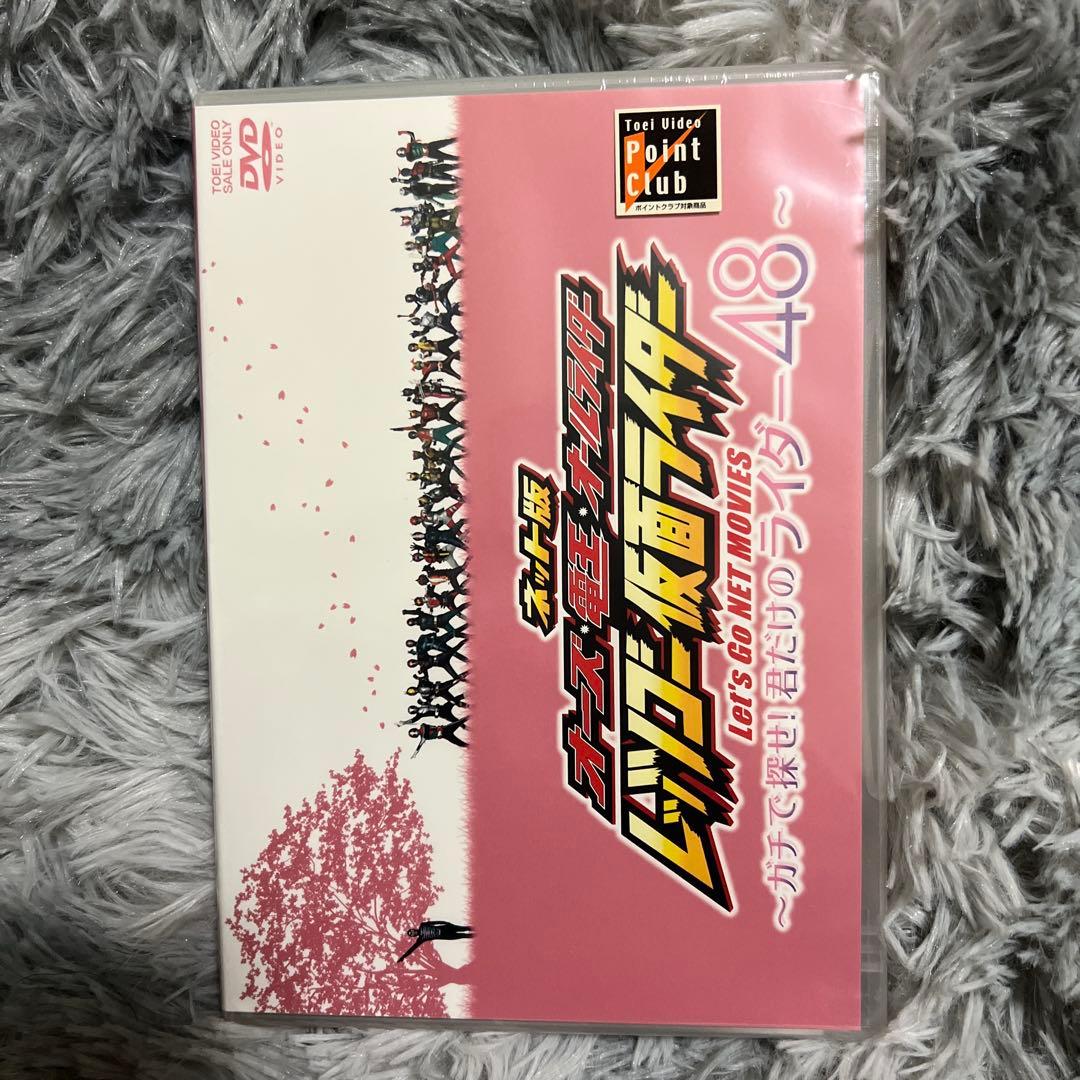 TOEI VIDEO
SALE ONLY
DVD
VIDEO
Toei Video
Point
Club
ポイントクラブ対象商品
ネット版
オーズ・電王・オールライダー
レッツゴー仮面ライダー
Let's Go NET MOVIES
～ガチで探せ！君だけのライダー48～